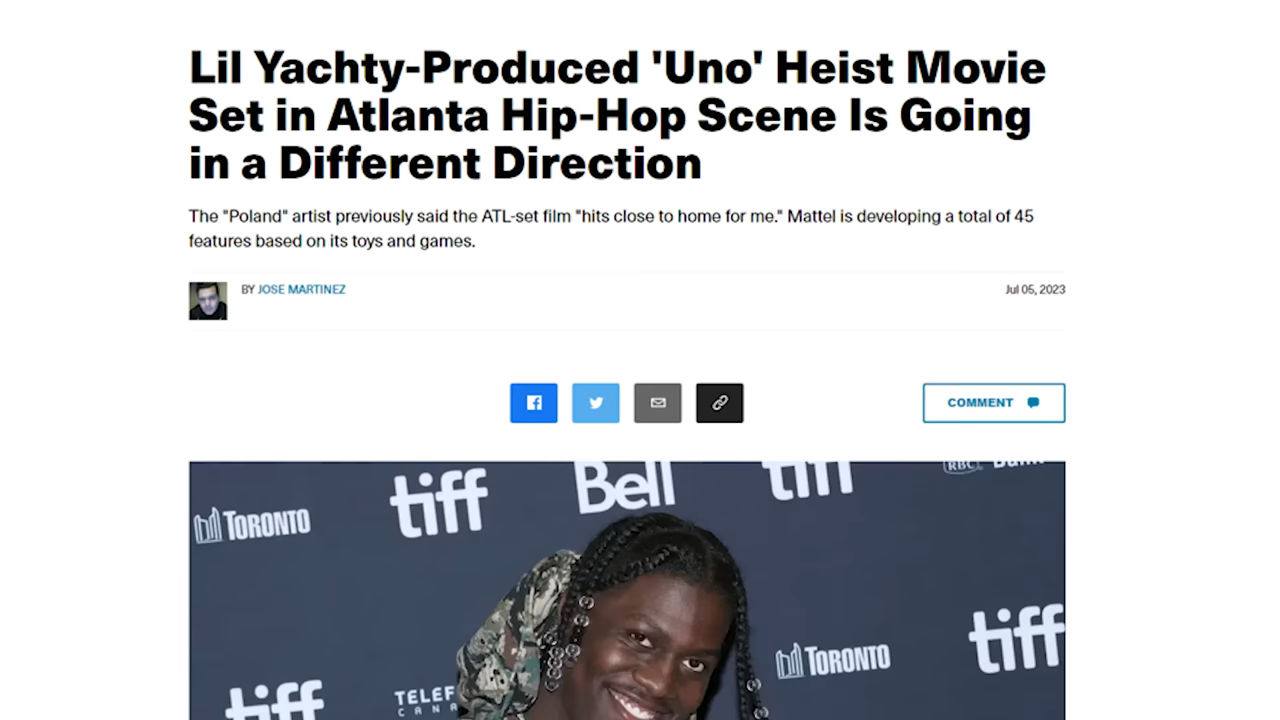 Lil Yachty-Produced 'Uno' Heist Movie
Set in Atlanta Hip-Hop Scene Is Going
in a Different Direction
The "Poland" artist previously said the ATL-set film "hits close to home for me." Mattel is developing a total of 45
features based on its toys and games.
BY JOSE MARTINEZ
Jul 05, 2023
COMMENT
tiff
Bell
tiff
RBC
TORONTO
tiff
TORONTO
tiff